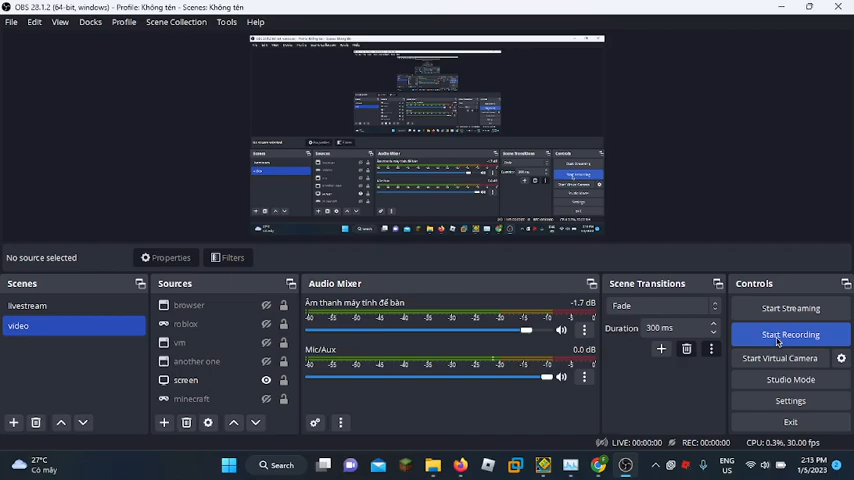 OBS 28.1.2 (64-bit, windows) - Profile: Không tên - Scenes: Không tên
File Edit View Docks Profile Scene Collection Tools Help
No source selected
Properties
Filters
Scenes
livestream
video
Sources
browser
roblox
vm
another one
screen
minecraft
Audio Mixer
Âm thanh máy tính để bàn -1.7 dB
-60 -55 -50 -45 -40 -35 -30 -25 -20 -15 -10 -5 0
Mic/Aux 0.0 dB
-60 -55 -50 -45 -40 -35 -30 -25 -20 -15 -10 -5 0
Scene Transitions
Fade
Duration 300 ms
Controls
Start Streaming
Start Recording
Start Virtual Camera
Studio Mode
Settings
Exit
LIVE: 00:00:00 REC: 00:00:00 CPU: 0.3%, 30.00 fps
27°C
Có mây
Search
ENG
US
2:13 PM
1/5/2023
2